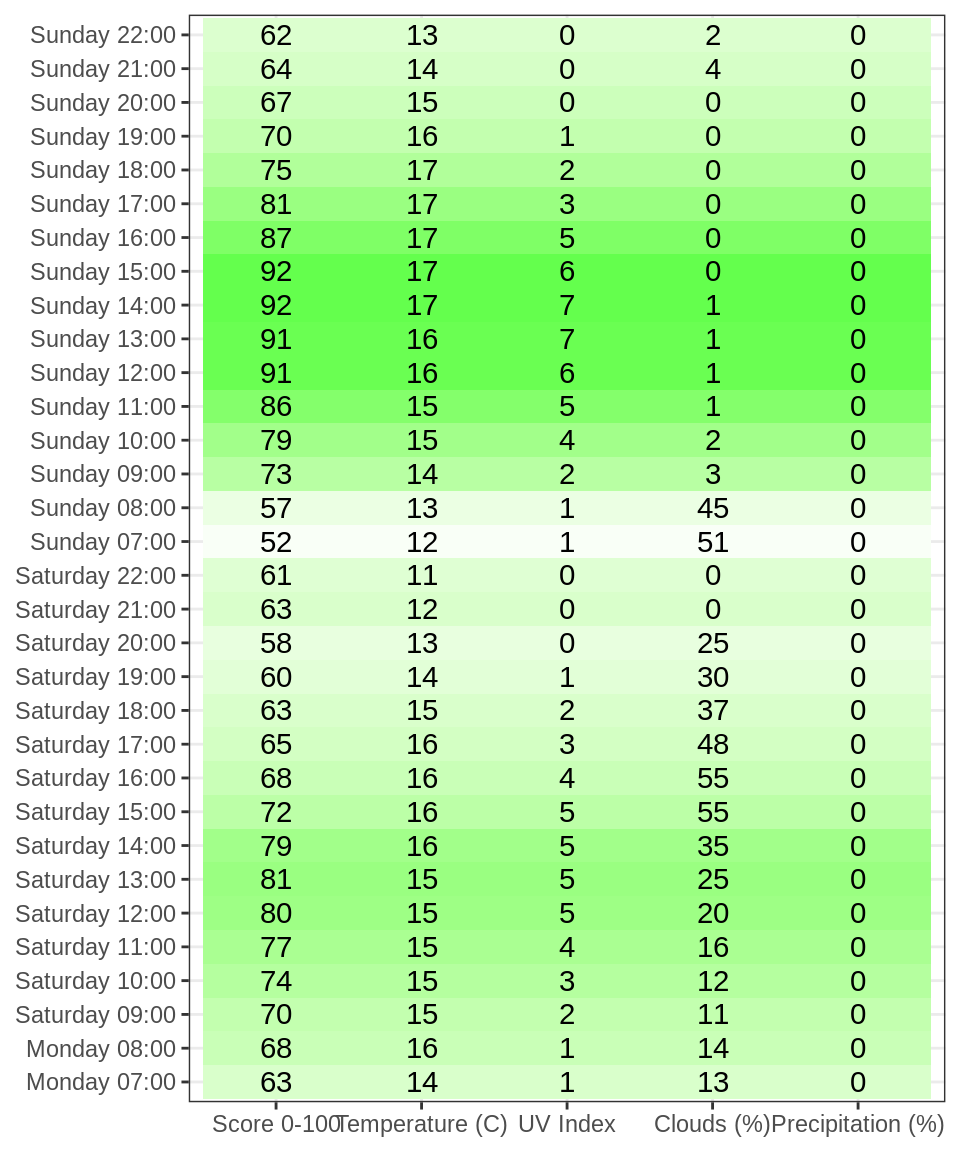 Sunday 22:00 62 13 0 2 0
Sunday 21:00 64 14 0 4 0
Sunday 20:00 67 15 0 0 0
Sunday 19:00 70 16 1 0 0
Sunday 18:00 75 17 2 0 0
Sunday 17:00 81 17 3 0 0
Sunday 16:00 87 17 5 0 0
Sunday 15:00 92 17 6 0 0
Sunday 14:00 92 17 7 1 0
Sunday 13:00 91 16 7 1 0
Sunday 12:00 91 16 6 1 0
Sunday 11:00 86 15 5 1 0
Sunday 10:00 79 15 4 2 0
Sunday 09:00 73 14 2 3 0
Sunday 08:00 57 13 1 45 0
Sunday 07:00 52 12 1 51 0
Saturday 22:00 61 11 0 0 0
Saturday 21:00 63 12 0 0 0
Saturday 20:00 58 13 0 25 0
Saturday 19:00 60 14 1 30 0
Saturday 18:00 63 15 2 37 0
Saturday 17:00 65 16 3 48 0
Saturday 16:00 68 16 4 55 0
Saturday 15:00 72 16 5 55 0
Saturday 14:00 79 16 5 35 0
Saturday 13:00 81 15 5 25 0
Saturday 12:00 80 15 5 20 0
Saturday 11:00 77 15 4 16 0
Saturday 10:00 74 15 3 12 0
Saturday 09:00 70 15 2 11 0
Monday 08:00 68 16 1 14 0
Monday 07:00 63 14 1 13 0
Score 0-100 Temperature (C) UV Index Clouds (%) Precipitation (%)